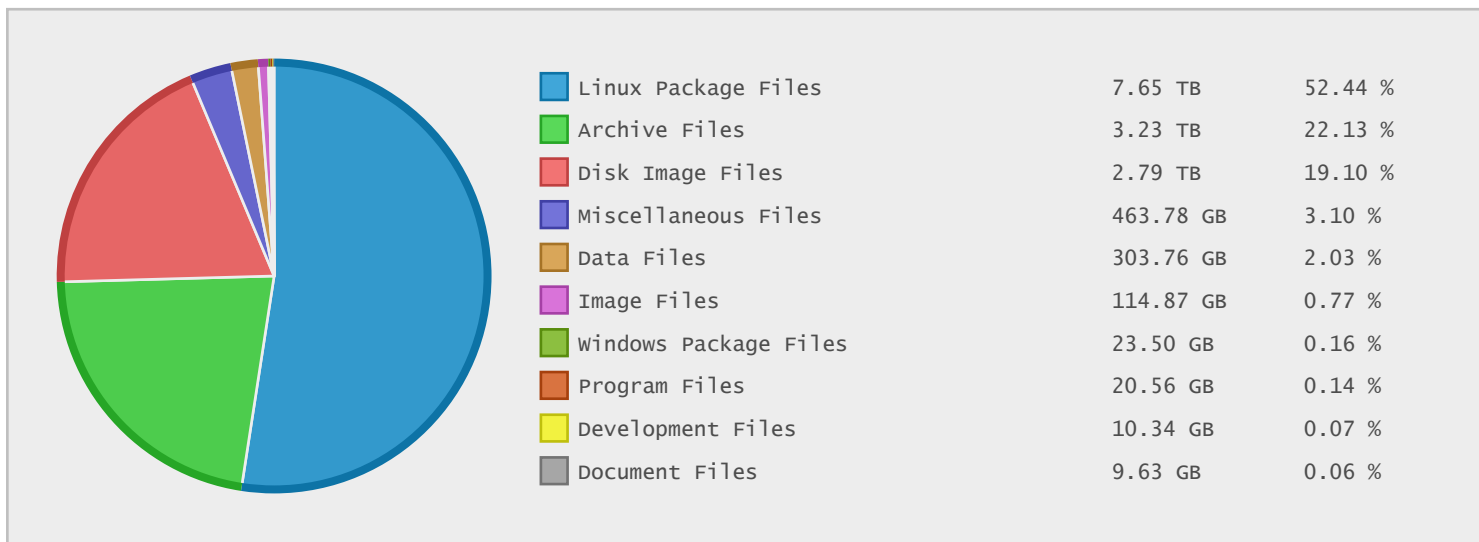 Linux Package Files 7.65 TB 52.44 %
Archive Files 3.23 TB 22.13 %
Disk Image Files 2.79 TB 19.10 %
Miscellaneous Files 463.78 GB 3.10 %
Data Files 303.76 GB 2.03 %
Image Files 114.87 GB 0.77 %
Windows Package Files 23.50 GB 0.16 %
Program Files 20.56 GB 0.14 %
Development Files 10.34 GB 0.07 %
Document Files 9.63 GB 0.06 %